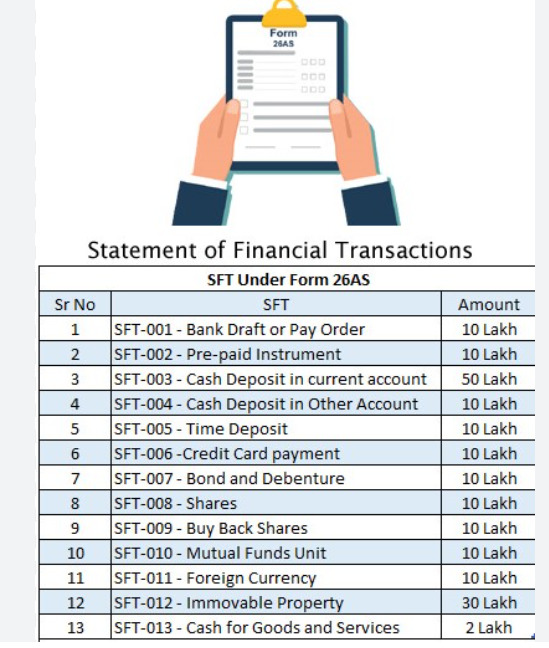 Form
26AS
Statement of Financial Transactions
SFT Under Form 26AS
Sr No SFT Amount
1 SFT-001 - Bank Draft or Pay Order 10 Lakh
2 SFT-002 - Pre-paid Instrument 10 Lakh
3 SFT-003 - Cash Deposit in current account 50 Lakh
4 SFT-004 - Cash Deposit in Other Account 10 Lakh
5 SFT-005 - Time Deposit 10 Lakh
6 SFT-006 -Credit Card payment 10 Lakh
7 SFT-007 - Bond and Debenture 10 Lakh
8 SFT-008 - Shares 10 Lakh
9 SFT-009 - Buy Back Shares 10 Lakh
10 SFT-010 - Mutual Funds Unit 10 Lakh
11 SFT-011 - Foreign Currency 10 Lakh
12 SFT-012 - Immovable Property 30 Lakh
13 SFT-013 - Cash for Goods and Services 2 Lakh